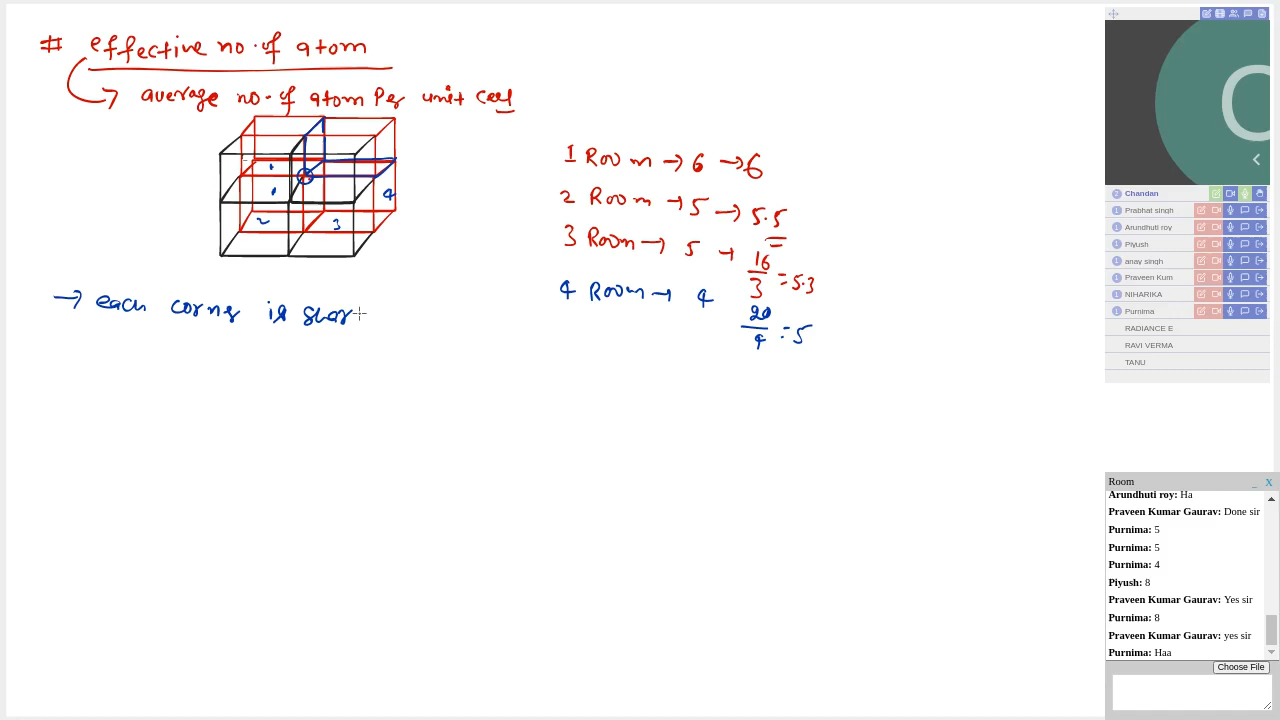 # effective no. of atom
→ average no. of atom Per unit cell
1 Room → 6 → 6
2 Room → 5 → 5.5
3 Room → 5 → 16/3 = 5.3
4 Room → 4 20/4 = 5
1
2
3
4
→ each corner is shar
C
Chandan
Prabhat singh
Arundhuti roy
Piyush
anay singh
Praveen Kum
NIHARIKA
Purnima
RADIANCE E
RAVI VERMA
TANU
Room _ X
Arundhuti roy: Ha
Praveen Kumar Gaurav: Done sir
Purnima: 5
Purnima: 5
Purnima: 4
Piyush: 8
Praveen Kumar Gaurav: Yes sir
Purnima: 8
Praveen Kumar Gaurav: yes sir
Purnima: Haa
Choose File